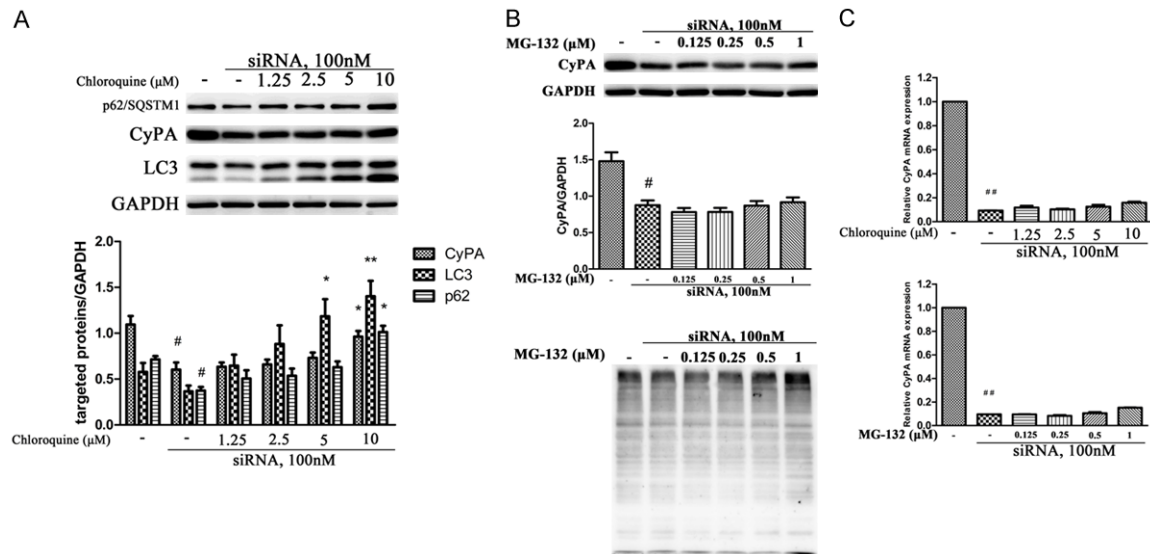 A
siRNA, 100nM
Chloroquine (μM) - - 1.25 2.5 5 10
p62/SQSTM1
CyPA
LC3
GAPDH
targeted proteins/GAPDH
2.0
1.5
1.0
0.5
0.0
#
#
*
*
**
*
CyPA
LC3
p62
Chloroquine (μM) - - 1.25 2.5 5 10
siRNA, 100nM
B
siRNA, 100nM
MG-132 (μM) - - 0.125 0.25 0.5 1
CyPA
GAPDH
CyPA/GAPDH
2.0
1.5
1.0
0.5
0.0
#
MG-132 (μM) - - 0.125 0.25 0.5 1
siRNA, 100nM
siRNA, 100nM
MG-132 (μM) - - 0.125 0.25 0.5 1
C
Relative CyPA mRNA expression
1.2
1.0
0.8
0.6
0.4
0.2
0.0
##
Chloroquine (μM) - - 1.25 2.5 5 10
siRNA, 100nM
Relative CyPA mRNA expression
1.2
1.0
0.8
0.6
0.4
0.2
0.0
##
MG-132 (μM) - - 0.125 0.25 0.5 1
siRNA, 100nM